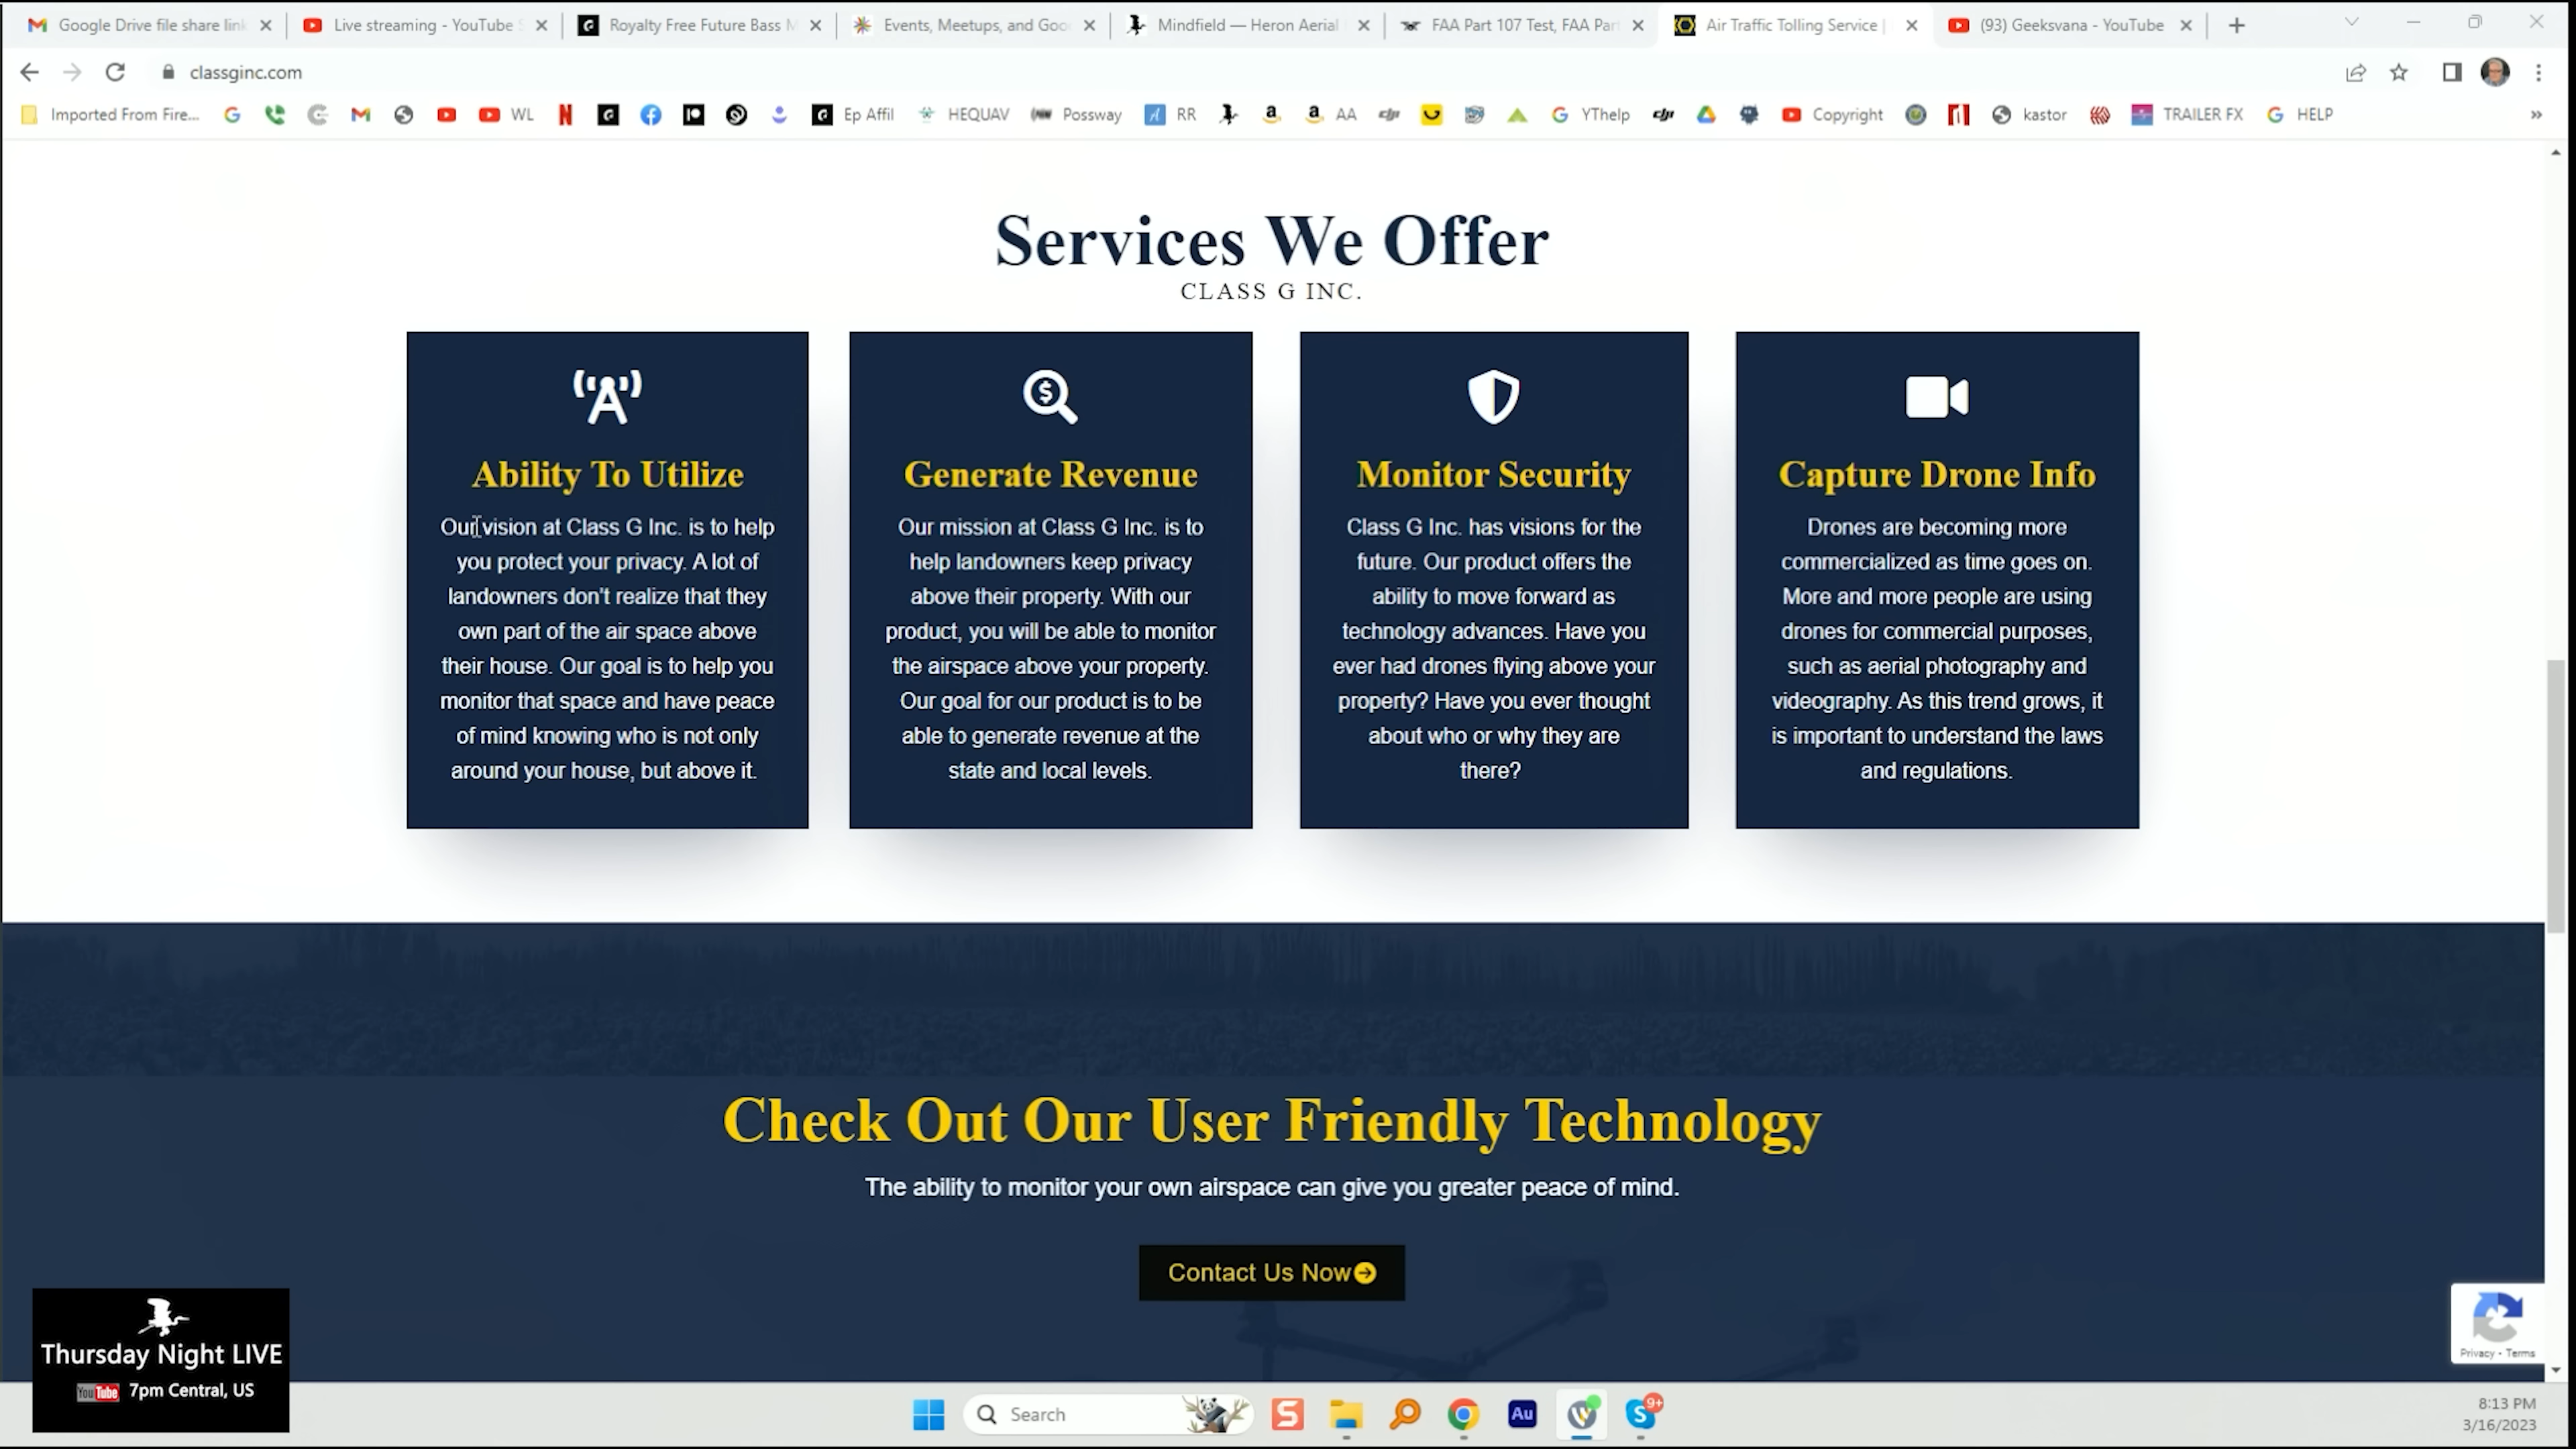 Google Drive file share link
Live streaming - YouTube S
Royalty Free Future Bass M
Events, Meetups, and Goo
Mindfield — Heron Aerial
FAA Part 107 Test, FAA Par
Air Traffic Tolling Service |
(93) Geeksvana - YouTube
classginc.com
Imported From Fire...
WL
Ep Affil
HEQUAV
Possway
RR
AA
YThelp
Copyright
kastor
TRAILER FX
HELP
Services We Offer
CLASS G INC.
Ability To Utilize
Our vision at Class G Inc. is to help
you protect your privacy. A lot of
landowners don't realize that they
own part of the air space above
their house. Our goal is to help you
monitor that space and have peace
of mind knowing who is not only
around your house, but above it.
Generate Revenue
Our mission at Class G Inc. is to
help landowners keep privacy
above their property. With our
product, you will be able to monitor
the airspace above your property.
Our goal for our product is to be
able to generate revenue at the
state and local levels.
Monitor Security
Class G Inc. has visions for the
future. Our product offers the
ability to move forward as
technology advances. Have you
ever had drones flying above your
property? Have you ever thought
about who or why they are
there?
Capture Drone Info
Drones are becoming more
commercialized as time goes on.
More and more people are using
drones for commercial purposes,
such as aerial photography and
videography. As this trend grows, it
is important to understand the laws
and regulations.
Check Out Our User Friendly Technology
The ability to monitor your own airspace can give you greater peace of mind.
Contact Us Now
Privacy - Terms
Thursday Night LIVE
YouTube 7pm Central, US
Search
Au
9+
8:13 PM
3/16/2023